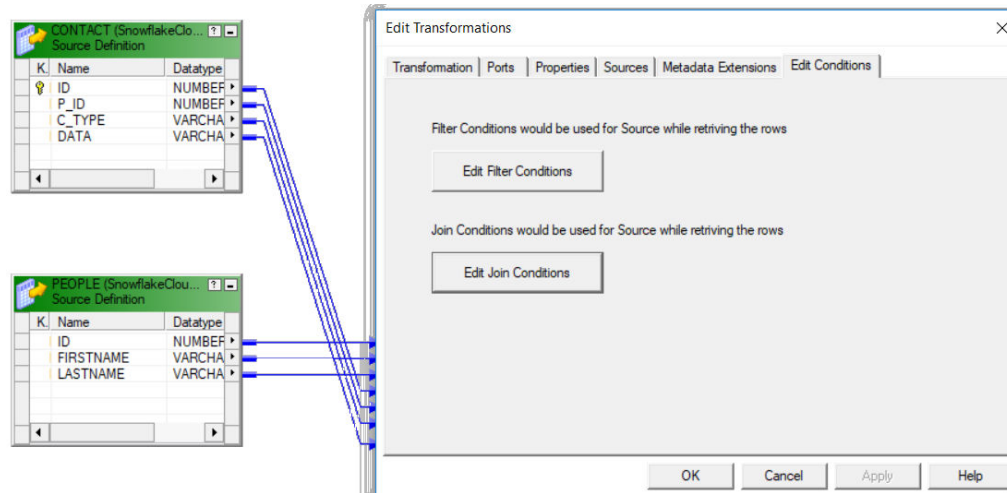 CONTACT (SnowflakeClo... ? -
Source Definition
K. Name Datatype
ID NUMBER
P_ID NUMBER
C_TYPE VARCHA
DATA VARCHA
PEOPLE (SnowflakeClou... ? -
Source Definition
K. Name Datatype
ID NUMBER
FIRSTNAME VARCHA
LASTNAME VARCHA
Edit Transformations
Transformation Ports Properties Sources Metadata Extensions Edit Conditions
Filter Conditions would be used for Source while retriving the rows
Edit Filter Conditions
Join Conditions would be used for Source while retriving the rows
Edit Join Conditions
OK Cancel Apply Help